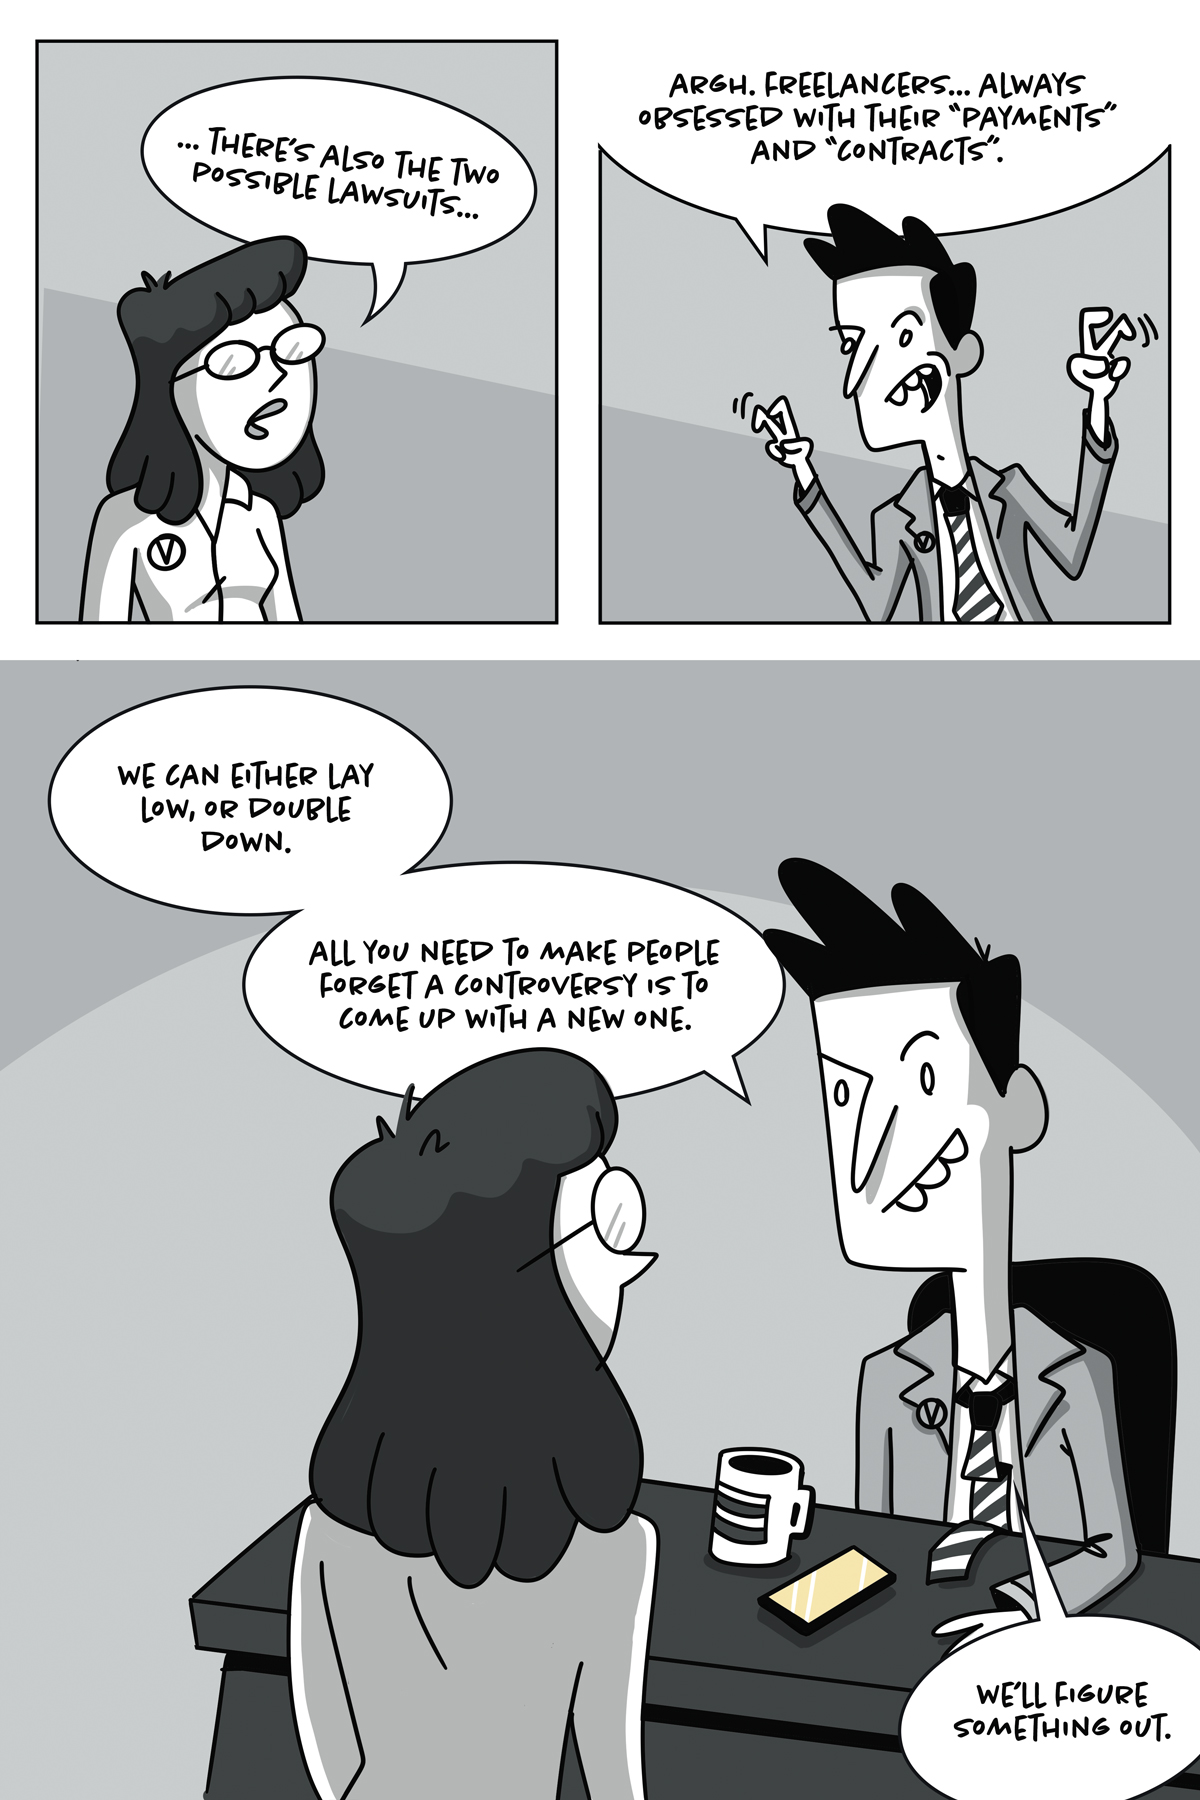 ... THERE'S ALSO THE TWO
POSSIBLE LAWSUITS...
V
ARGH. FREELANCERS... ALWAYS
OBSESSED WITH THEIR "PAYMENTS"
AND "CONTRACTS".
V
WE CAN EITHER LAY
LOW, OR DOUBLE
DOWN.
ALL YOU NEED TO MAKE PEOPLE
FORGET A CONTROVERSY IS TO
COME UP WITH A NEW ONE.
V
WE'LL FIGURE
SOMETHING OUT.